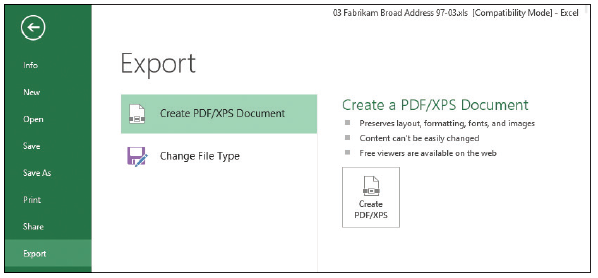 03 Fabrikam Broad Address 97-03.xls [Compatibility Mode] - Excel
Info
New
Open
Save
Save As
Print
Share
Export
Export
Create PDF/XPS Document
Change File Type
Create a PDF/XPS Document
Preserves layout, formatting, fonts, and images
Content can't be easily changed
Free viewers are available on the web
Create
PDF/XPS